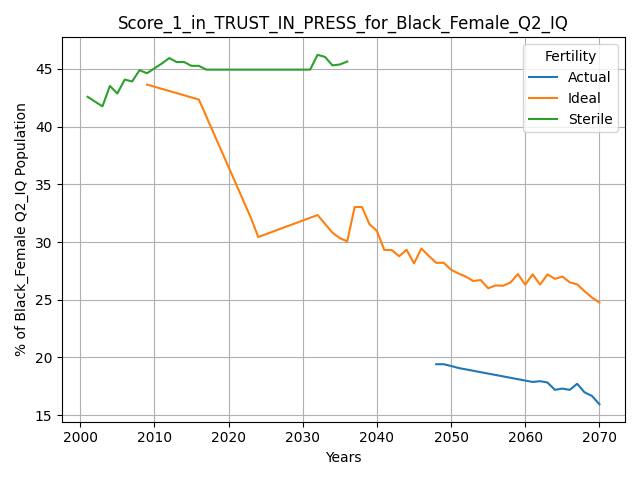 Score_1_in_TRUST_IN_PRESS_for_Black_Female_Q2_IQ
Fertility
Actual
Ideal
Sterile
% of Black_Female Q2_IQ Population
45
40
35
30
25
20
15
2000 2010 2020 2030 2040 2050 2060 2070
Years